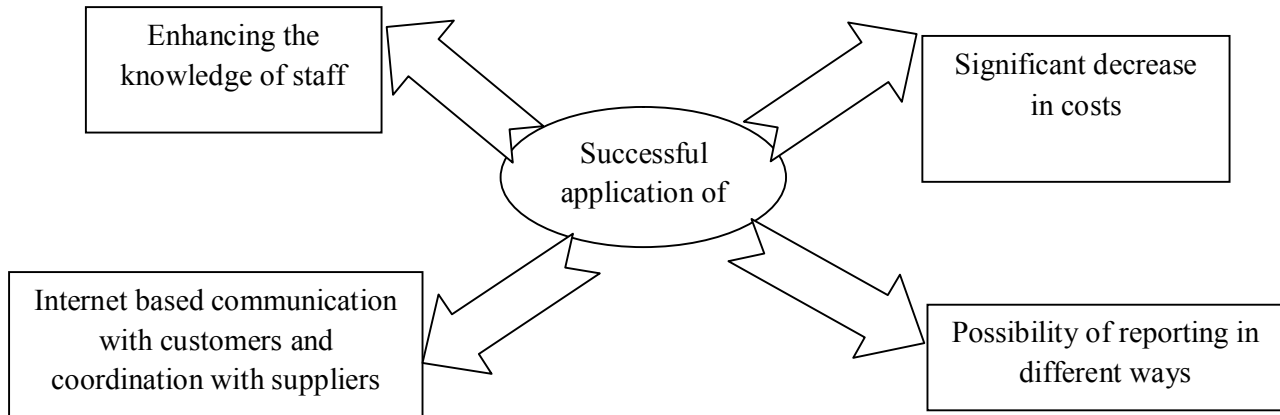 Enhancing the
knowledge of staff
Significant decrease
in costs
Successful
application of
Internet based communication
with customers and
coordination with suppliers
Possibility of reporting in
different ways